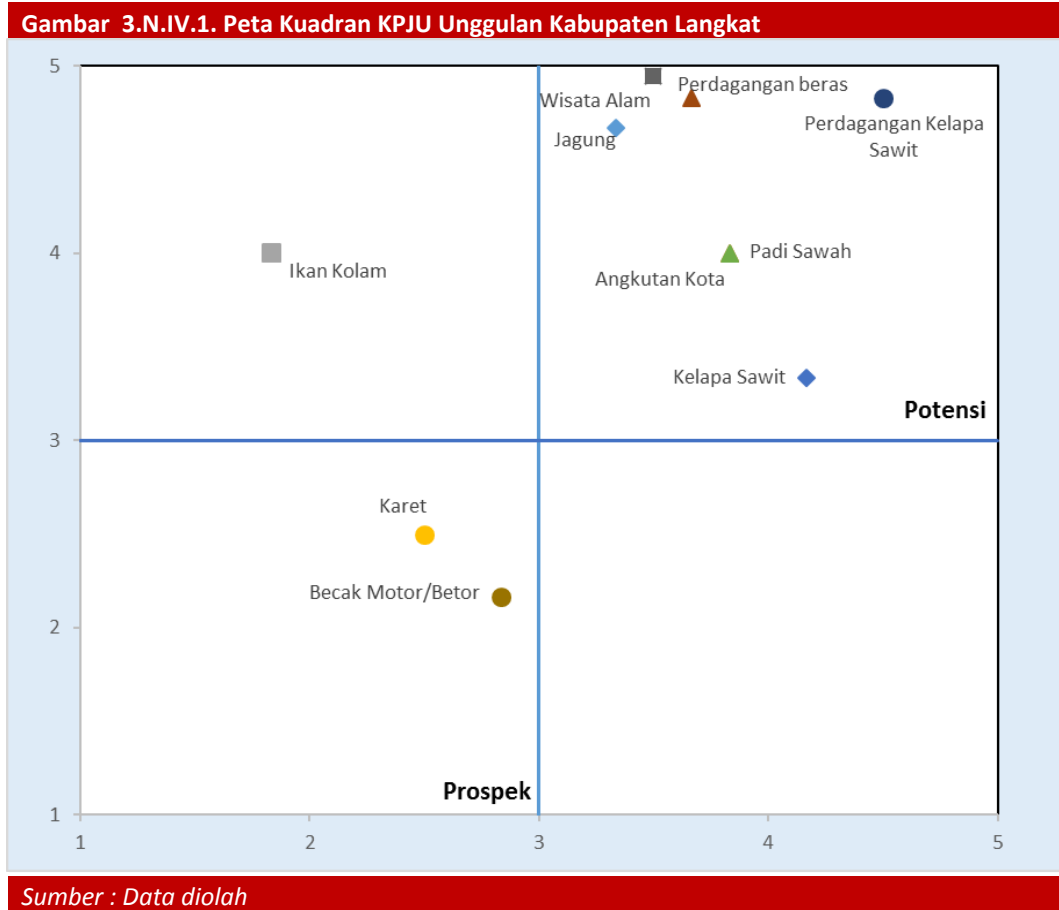 Gambar  3.N.IV.1. Peta Kuadran KPJU Unggulan Kabupaten Langkat
5
Perdagangan beras
Wisata Alam
Perdagangan Kelapa
Sawit
Jagung
4
Padi Sawah
Ikan Kolam
Angkutan Kota
Kelapa Sawit
Potensi
3
Karet
Becak Motor/Betor
2
Prospek
1
1 2 3 4 5
Sumber : Data diolah